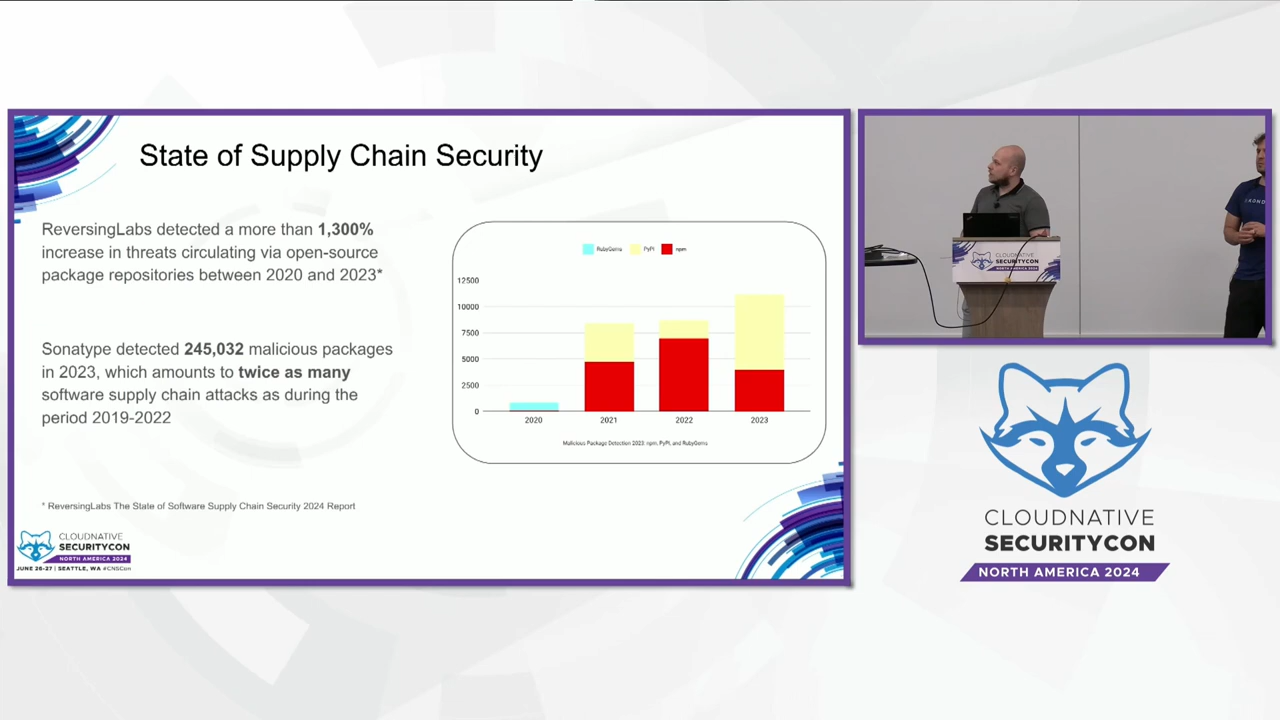 State of Supply Chain Security
ReversingLabs detected a more than 1,300%
increase in threats circulating via open-source
package repositories between 2020 and 2023*
Sonatype detected 245,032 malicious packages
in 2023, which amounts to twice as many
software supply chain attacks as during the
period 2019-2022
RubyGems PyPI npm
12500
10000
7500
5000
2500
0
2020 2021 2022 2023
Malicious Package Detection 2023: npm, PyPI, and RubyGems
* ReversingLabs The State of Software Supply Chain Security 2024 Report
CLOUDNATIVE
SECURITYCON
NORTH AMERICA 2024
JUNE 26-27 | SEATTLE, WA #CNSCon
CLOUDNATIVE
SECURITYCON
NORTH AMERICA 2024
CLOUDNATIVE
SECURITYCON
NORTH AMERICA 2024